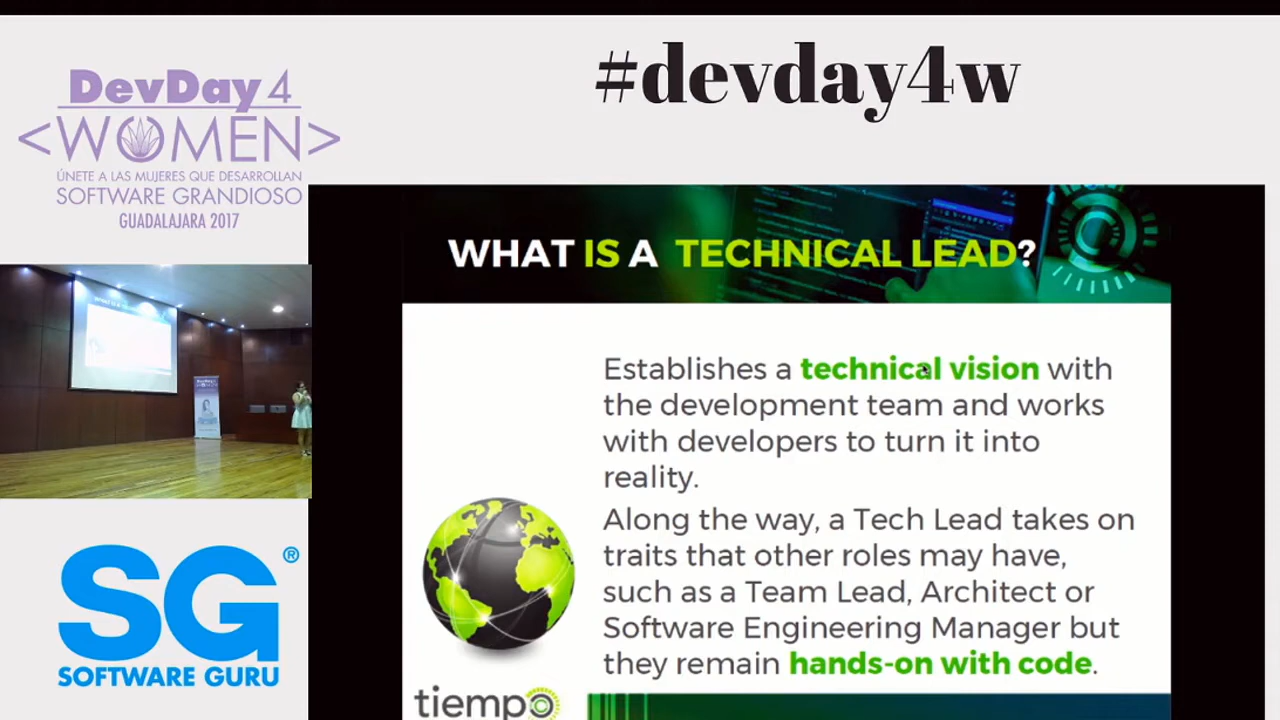 #devday4w
DevDay4
<WOMEN>
ÚNETE A LAS MUJERES QUE DESARROLLAN
SOFTWARE GRANDIOSO
GUADALAJARA 2017
WHAT IS A TECHNICAL LEAD?
Establishes a technical vision with
the development team and works
with developers to turn it into
reality.
Along the way, a Tech Lead takes on
traits that other roles may have,
such as a Team Lead, Architect or
Software Engineering Manager but
they remain hands-on with code.
SG®
SOFTWARE GURU
tiempo